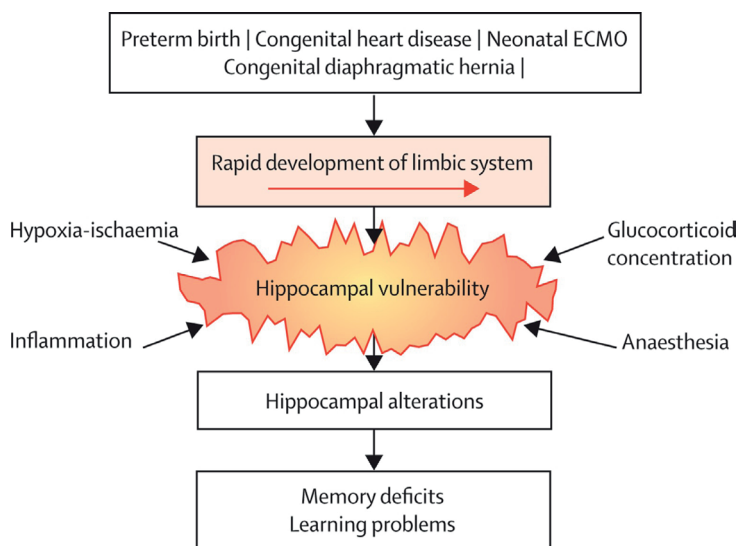 Preterm birth | Congenital heart disease | Neonatal ECMO
Congenital diaphragmatic hernia |
Rapid development of limbic system
Hypoxia-ischaemia
Glucocorticoid
concentration
Hippocampal vulnerability
Inflammation
Anaesthesia
Hippocampal alterations
Memory deficits
Learning problems